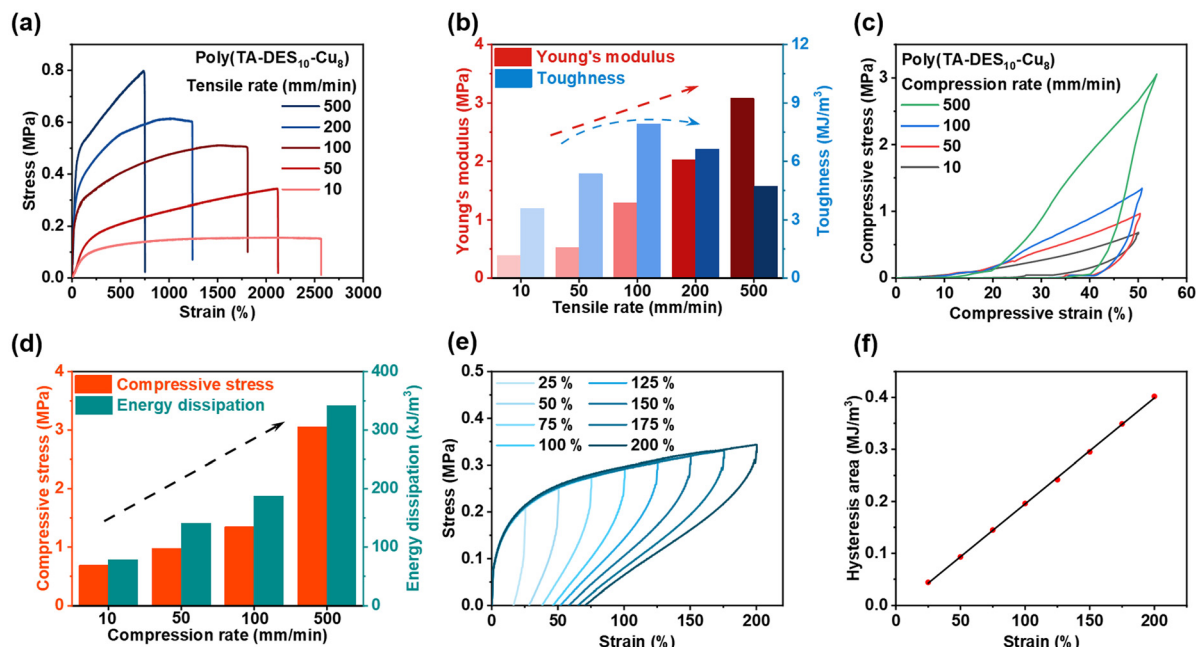 (a)
Poly(TA-DES10-Cu8)
Tensile rate (mm/min)
500
200
100
50
10
Stress (MPa)
0.8
0.6
0.4
0.2
0.0
0 500 1000 1500 2000 2500 3000
Strain (%)
(b)
Young's modulus
Toughness
Young's modulus (MPa)
4
3
2
1
0
Toughness (MJ/m³)
12
9
6
3
0
10 50 100 200 500
Tensile rate (mm/min)
(c)
Poly(TA-DES10-Cu8)
Compression rate (mm/min)
500
100
50
10
Compressive stress (MPa)
3
2
1
0
0 10 20 30 40 50 60
Compressive strain (%)
(d)
Compressive stress
Energy dissipation
Compressive stress (MPa)
4
3
2
1
0
Energy dissipation (kJ/m³)
400
300
200
100
0
10 50 100 500
Compression rate (mm/min)
(e)
25 % 125 %
50 % 150 %
75 % 175 %
100 % 200 %
Stress (MPa)
0.5
0.4
0.3
0.2
0.1
0.0
0 50 100 150 200
Strain (%)
(f)
Hysteresis area (MJ/m³)
0.4
0.3
0.2
0.1
0.0
0 50 100 150 200
Strain (%)